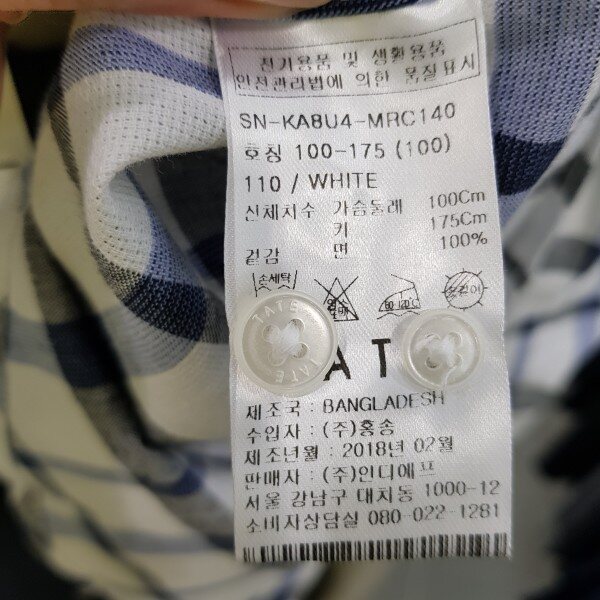 전기용품 및 생활용품
안전관리법에 의한 품질표시
SN-KA8U4-MRC140
호칭 100-175 (100)
110 / WHITE
신체치수 가슴둘레 100Cm
키 175Cm
겉감 면 100%
손세탁
TATE
TATE
AT
제조국 : BANGLADESH
수입자 : (주)홍송
제조년월 : 2018년 02월
판매자 : (주)인디에프
서울 강남구 대치동 1000-12
소비자상담실 080-022-1281